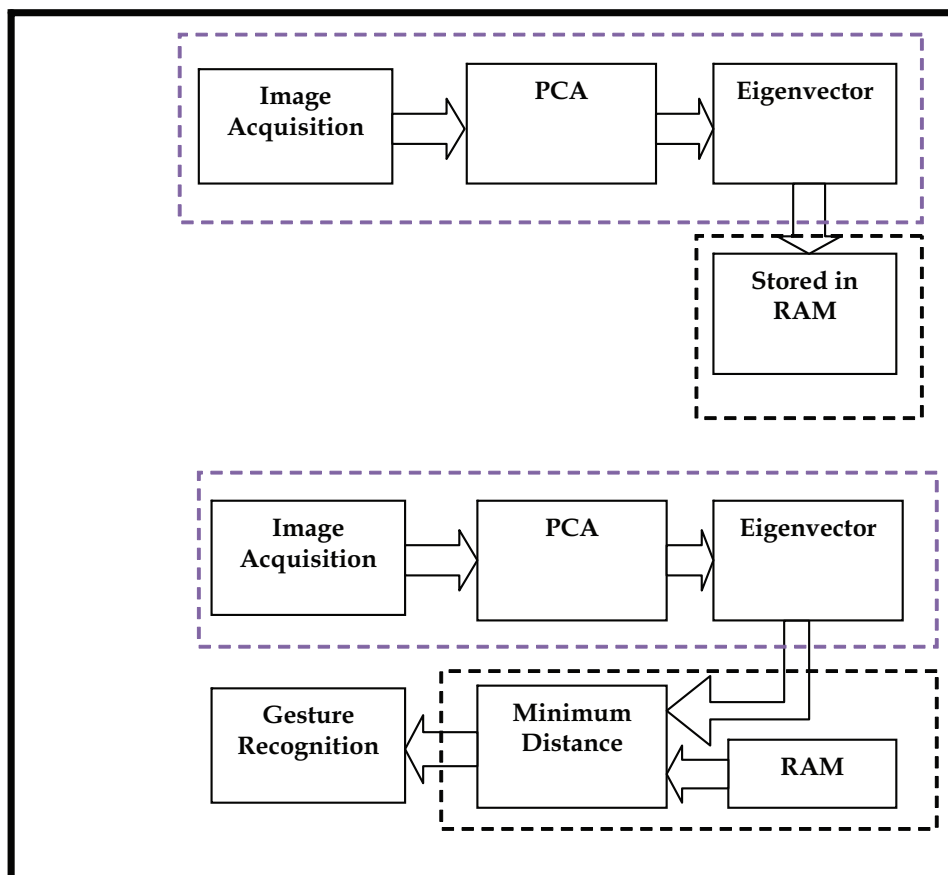 Image
Acquisition
PCA
Eigenvector
Stored in
RAM
Image
Acquisition
PCA
Eigenvector
Gesture
Recognition
Minimum
Distance
RAM